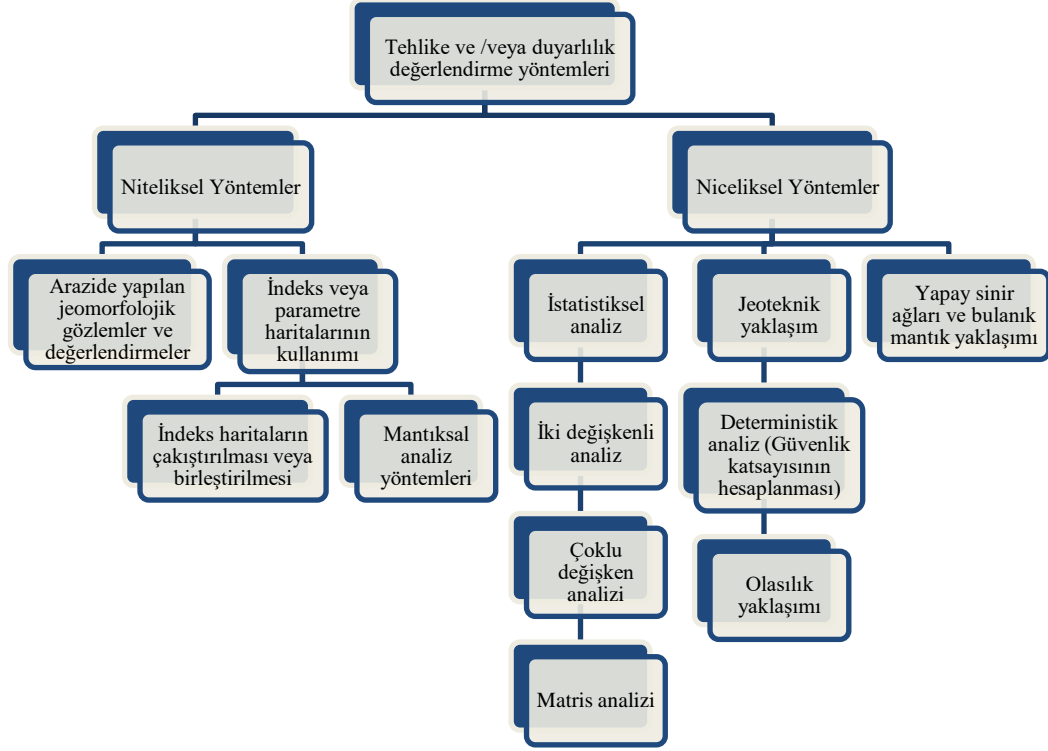 Tehlike ve /veya duyarlılık
değerlendirme yöntemleri
Niteliksel Yöntemler
Niceliksel Yöntemler
Arazide yapılan
jeomorfolojik
gözlemler ve
değerlendirmeler
İndeks veya
parametre
haritalarının
kullanımı
İstatistiksel
analiz
Jeoteknik
yaklaşım
Yapay sinir
ağları ve bulanık
mantık yaklaşımı
İndeks haritaların
çakıştırılması veya
birleştirilmesi
Mantıksal
analiz
yöntemleri
İki değişkenli
analiz
Deterministik
analiz (Güvenlik
katsayısının
hesaplanması)
Çoklu
değişken
analizi
Olasılık
yaklaşımı
Matris analizi